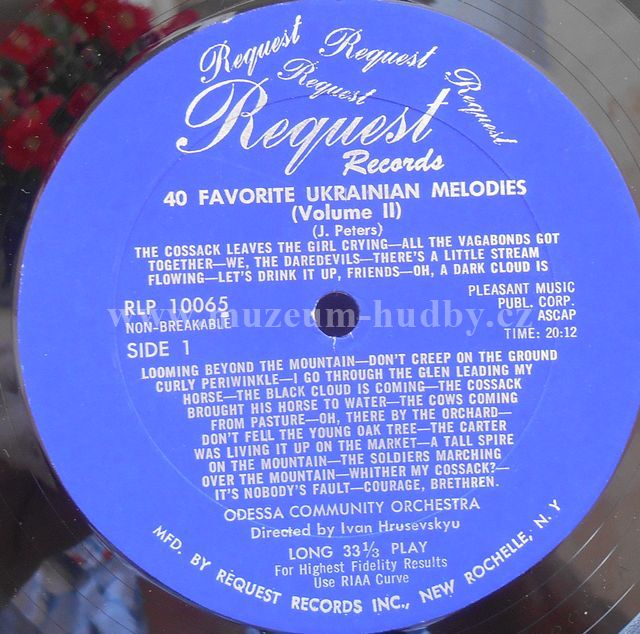 Request
Request
Request
Request
Request
Records
40 FAVORITE UKRAINIAN MELODIES
(Volume II)
(J. Peters)
THE COSSACK LEAVES THE GIRL CRYING—ALL THE VAGABONDS GOT
TOGETHER—WE, THE DAREDEVILS—THERE'S A LITTLE STREAM
FLOWING—LET'S DRINK IT UP, FRIENDS—OH, A DARK CLOUD IS
RLP 10065
NON-BREAKABLE
SIDE 1
PLEASANT MUSIC
PUBL. CORP.
ASCAP
TIME: 20:12
www.muzeum-hudby.cz
LOOMING BEYOND THE MOUNTAIN—DON'T CREEP ON THE GROUND
CURLY PERIWINKLE—I GO THROUGH THE GLEN LEADING MY
HORSE—THE BLACK CLOUD IS COMING—THE COSSACK
BROUGHT HIS HORSE TO WATER—THE COWS COMING
FROM PASTURE—OH, THERE BY THE ORCHARD—
DON'T FELL THE YOUNG OAK TREE—THE CARTER
WAS LIVING IT UP ON THE MARKET—A TALL SPIRE
ON THE MOUNTAIN—THE SOLDIERS MARCHING
OVER THE MOUNTAIN—WHITHER MY COSSACK?—
IT'S NOBODY'S FAULT—COURAGE, BRETHREN.
ODESSA COMMUNITY ORCHESTRA
Directed by Ivan Hrusevskyu
LONG 33⅓ PLAY
For Highest Fidelity Results
Use RIAA Curve
MFD. BY REQUEST RECORDS INC., NEW ROCHELLE, N. Y.